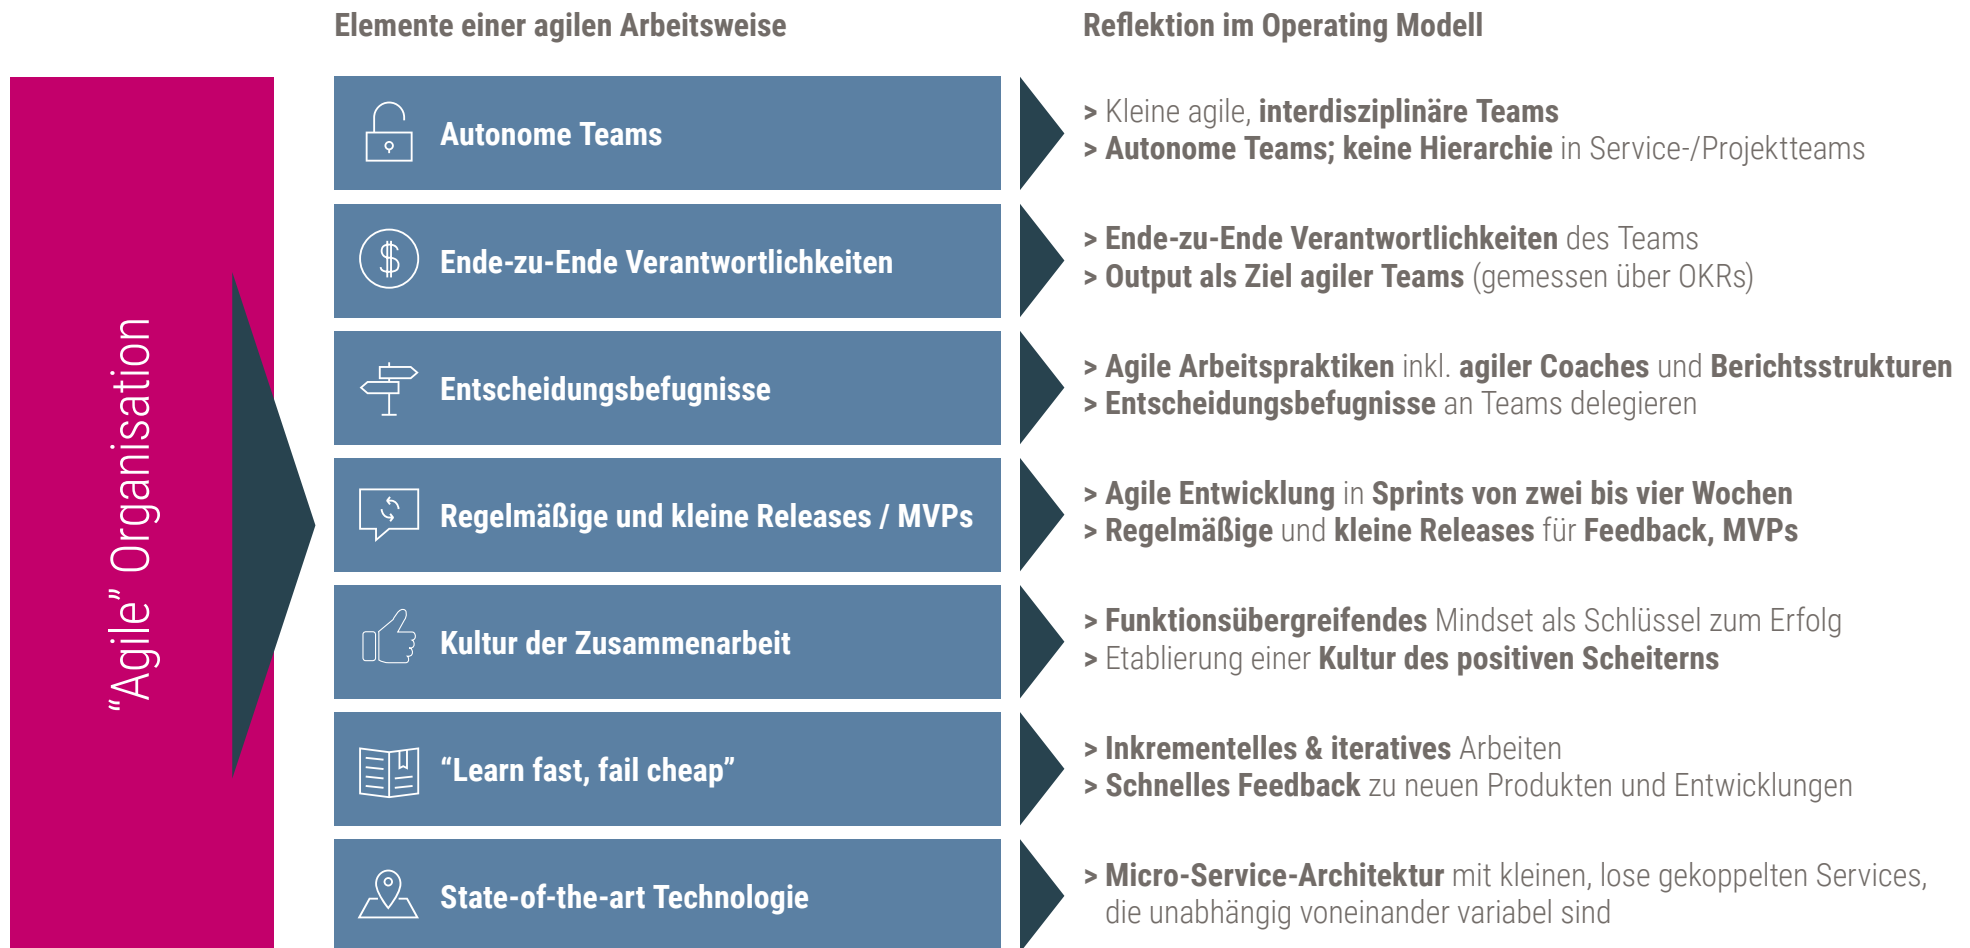 Elemente einer agilen Arbeitsweise
Reflektion im Operating Modell
“Agile” Organisation
Autonome Teams
> Kleine agile, interdisziplinäre Teams
> Autonome Teams; keine Hierarchie in Service-/Projektteams
Ende-zu-Ende Verantwortlichkeiten
> Ende-zu-Ende Verantwortlichkeiten des Teams
> Output als Ziel agiler Teams (gemessen über OKRs)
Entscheidungsbefugnisse
> Agile Arbeitspraktiken inkl. agiler Coaches und Berichtsstrukturen
> Entscheidungsbefugnisse an Teams delegieren
Regelmäßige und kleine Releases / MVPs
> Agile Entwicklung in Sprints von zwei bis vier Wochen
> Regelmäßige und kleine Releases für Feedback, MVPs
Kultur der Zusammenarbeit
> Funktionsübergreifendes Mindset als Schlüssel zum Erfolg
> Etablierung einer Kultur des positiven Scheiterns
“Learn fast, fail cheap”
> Inkrementelles & iteratives Arbeiten
> Schnelles Feedback zu neuen Produkten und Entwicklungen
State-of-the-art Technologie
> Micro-Service-Architektur mit kleinen, lose gekoppelten Services,
die unabhängig voneinander variabel sind